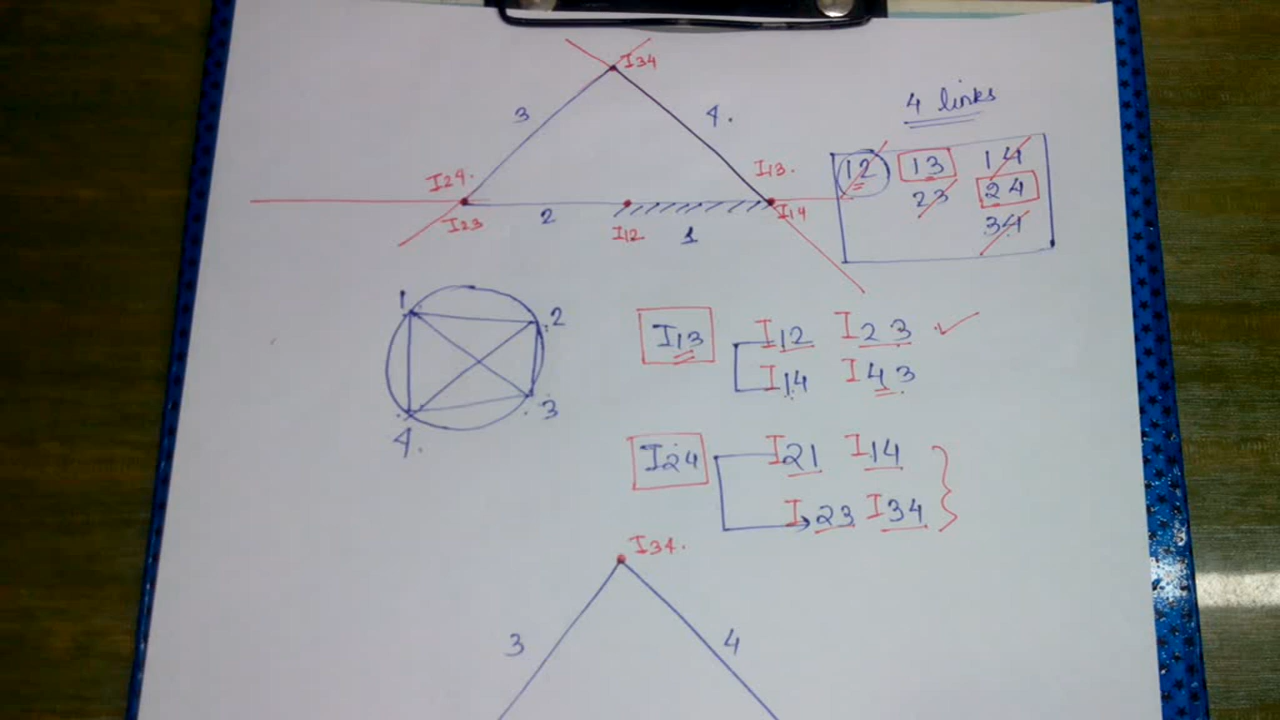 I34
3
4.
4 links
12 13 14
23 24
34
I24.
I13.
I23
2
I12
1
I14
1
2
3
4.
I13
I12 I23 ✓
I14 I43
I24
I21 I14
I23 I34
I34.
3
4